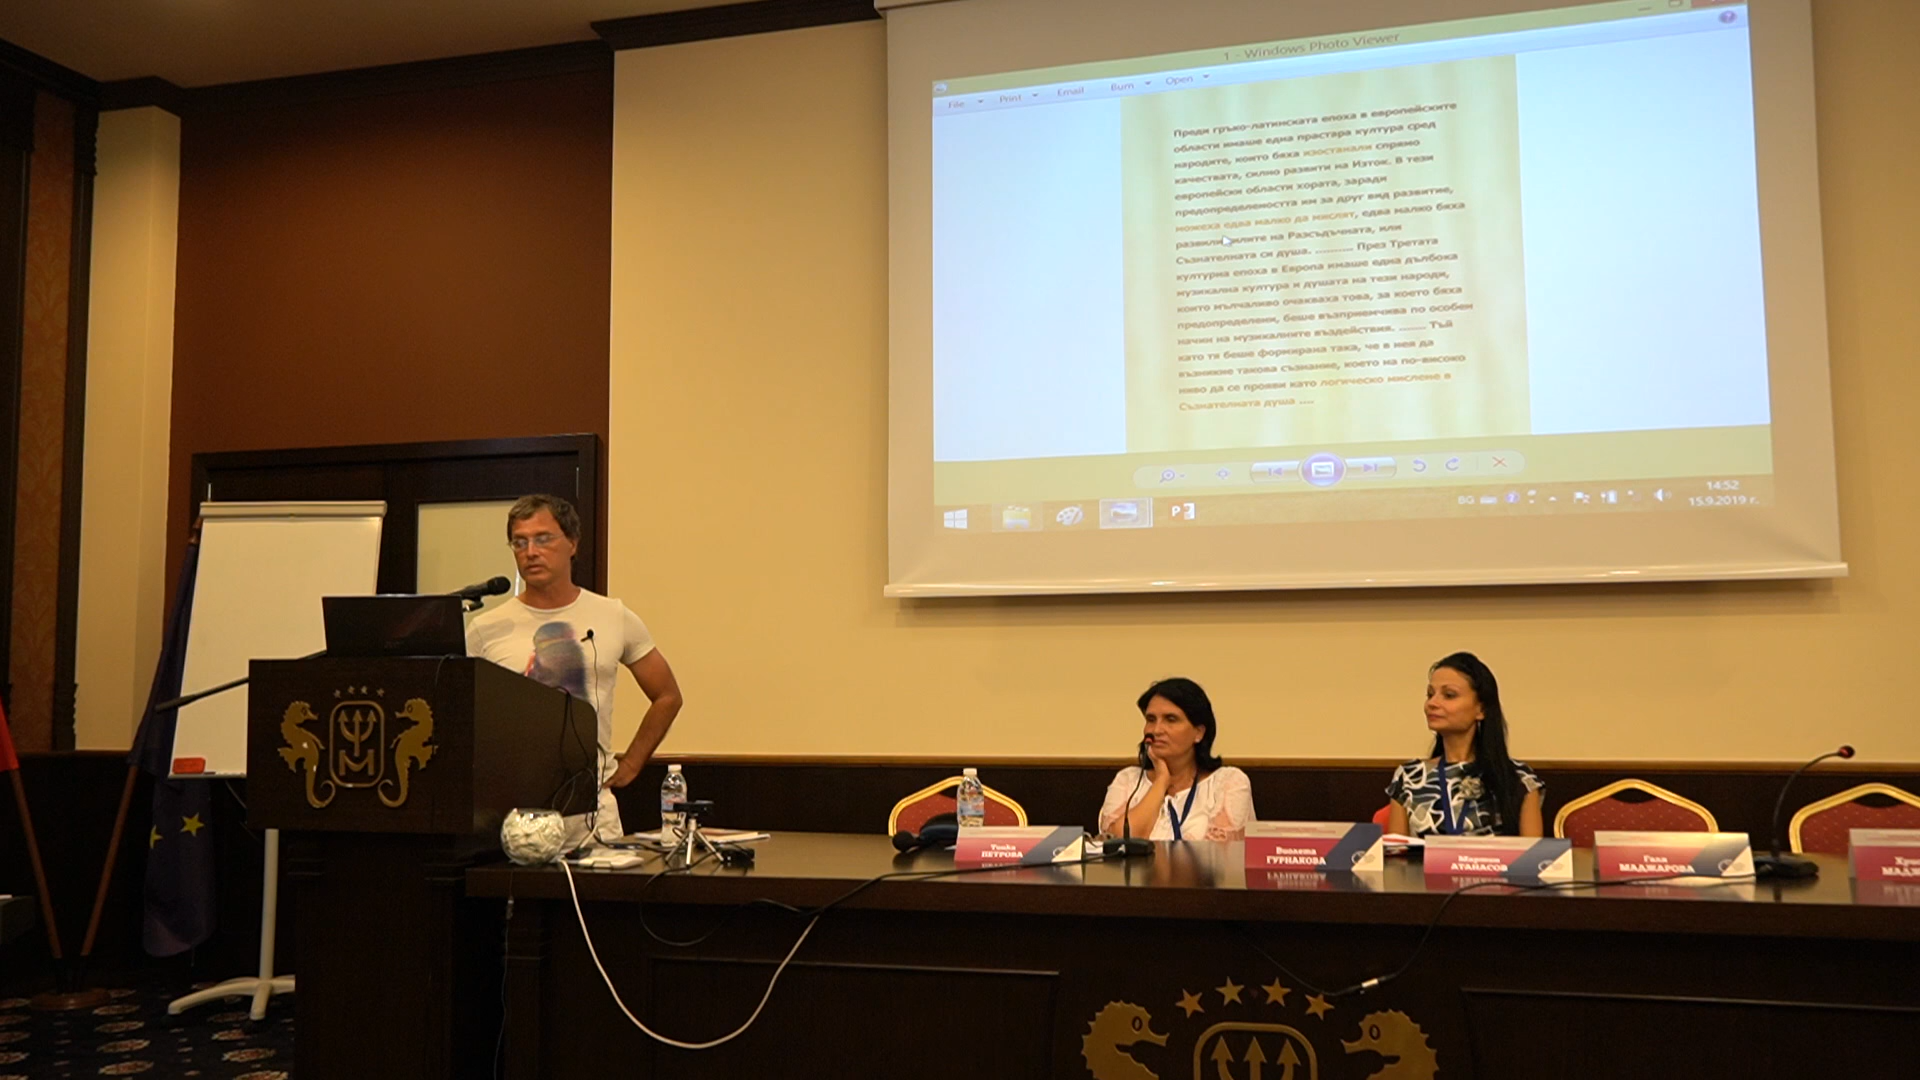 1 - Windows Photo Viewer
File Print Email Burn Open
Преди гръко-латинската епоха в европейските
области имаше една прастара култура сред
народите, които бяха изостанали спрямо
качествата, силно развити на Изток. В тези
европейски области хората, заради
предопределеността им за друг вид развитие,
можеха едва малко да мислят, едва малко бяха
развили силите на Разсъдъчната, или
Съзнателната си душа. ........... През Третата
културна епоха в Европа имаше една дълбока
музикална култура и душата на тези народи,
които мълчаливо очакваха това, за което бяха
предопределени, беше възприемчива по особен
начин на музикалните въздействия. ........ Тъй
като тя беше формирана така, че в нея да
възникне такова съзнание, което на по-високо
ниво да се прояви като логическо мислене в
Съзнателната душа ....
BG
14:52
15.9.2019 г.
M
Тинка
ПЕТРОВА
Виолета
ГУРНАКОВА
Мартин
АТАНАСОВ
Гала
МАДЖАРОВА